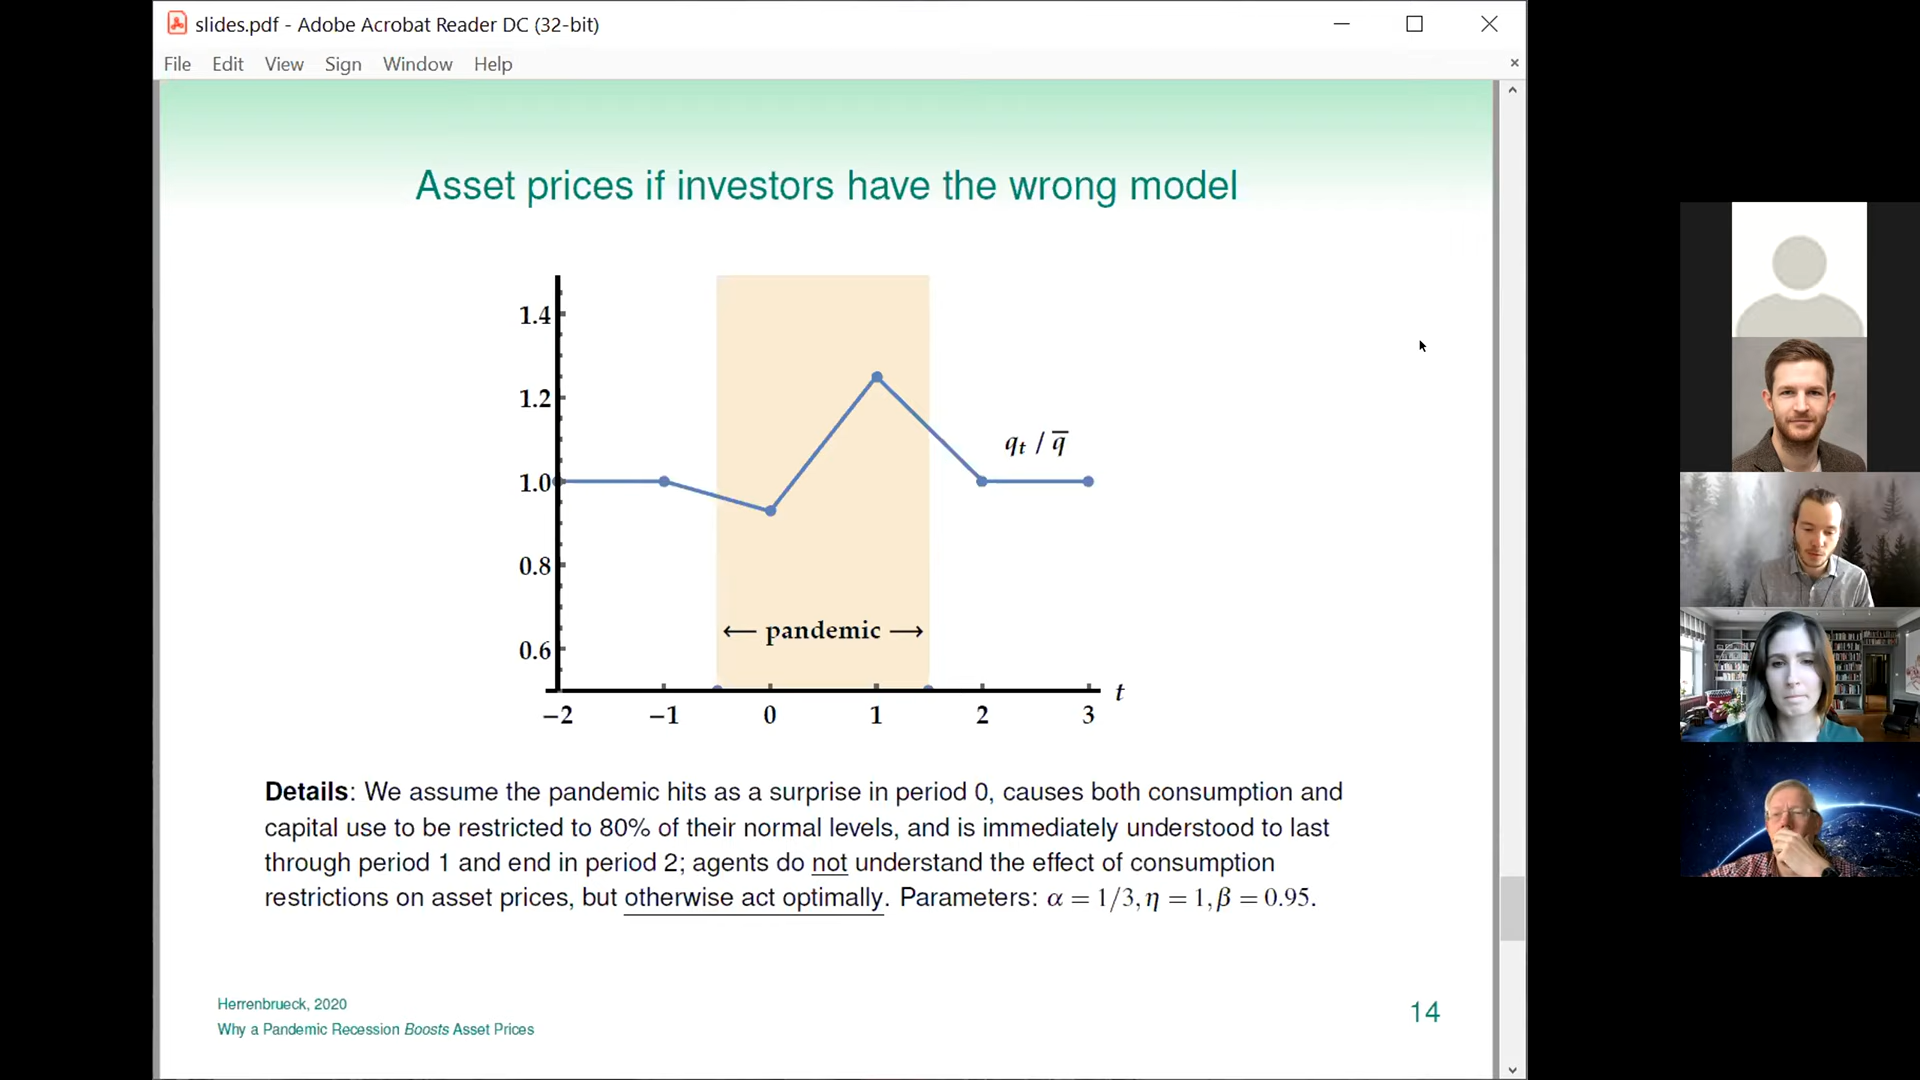 slides.pdf - Adobe Acrobat Reader DC (32-bit)
File Edit View Sign Window Help
Asset prices if investors have the wrong model
1.4
1.2
1.0
0.8
0.6
qt / q̅
← pandemic →
t
−2 −1 0 1 2 3
Details: We assume the pandemic hits as a surprise in period 0, causes both consumption and
capital use to be restricted to 80% of their normal levels, and is immediately understood to last
through period 1 and end in period 2; agents do not understand the effect of consumption
restrictions on asset prices, but otherwise act optimally. Parameters: α = 1/3, η = 1, β = 0.95.
Herrenbrueck, 2020
Why a Pandemic Recession Boosts Asset Prices
14